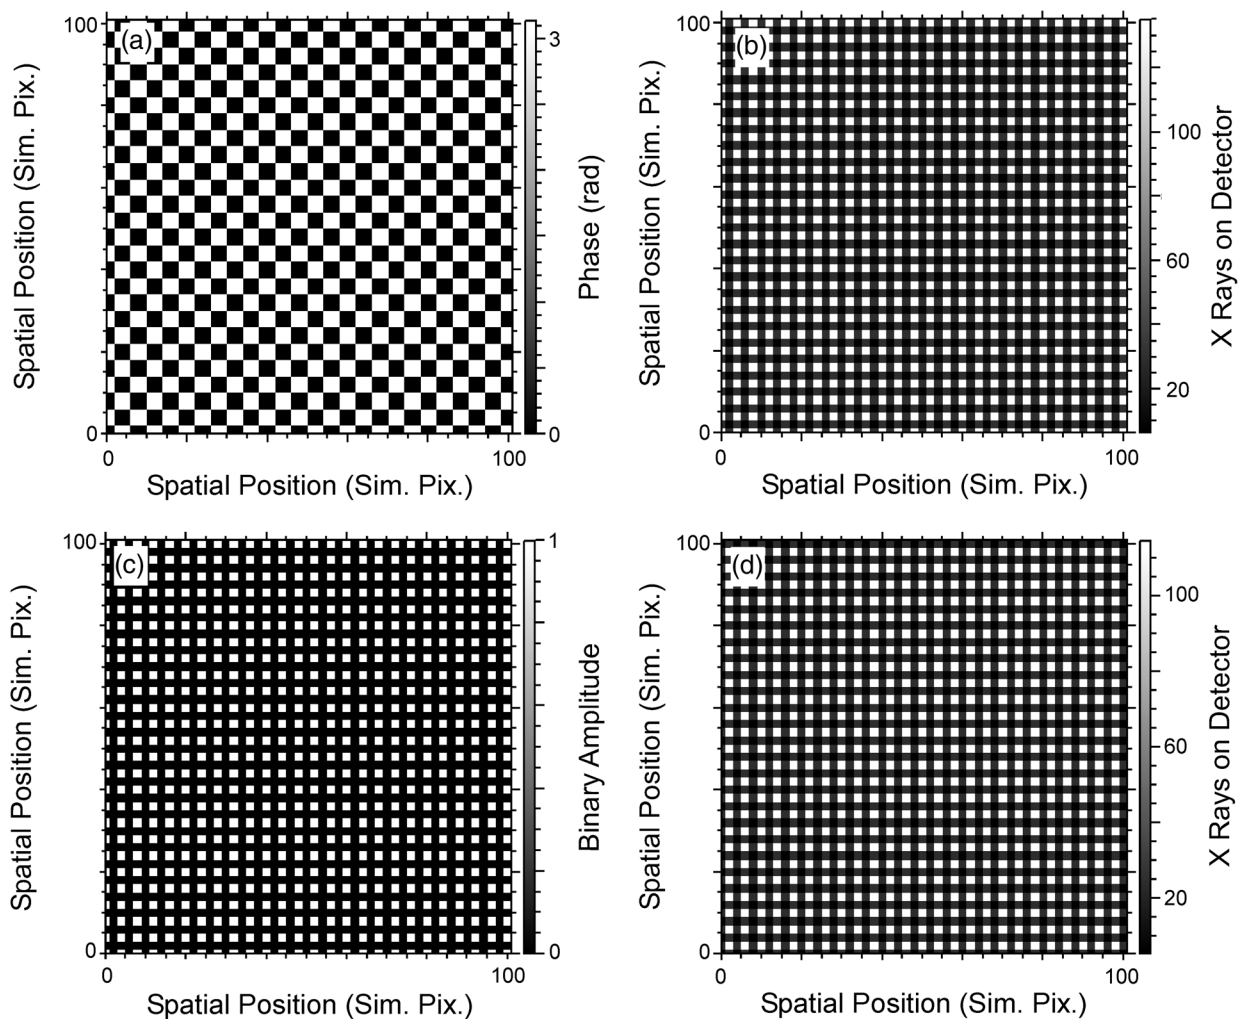 (a)
100
0
0
100
Spatial Position (Sim. Pix.)
Spatial Position (Sim. Pix.)
3
0
Phase (rad)
(b)
100
0
0
100
Spatial Position (Sim. Pix.)
Spatial Position (Sim. Pix.)
100
60
20
X Rays on Detector
(c)
100
0
0
100
Spatial Position (Sim. Pix.)
Spatial Position (Sim. Pix.)
1
0
Binary Amplitude
(d)
100
0
0
100
Spatial Position (Sim. Pix.)
Spatial Position (Sim. Pix.)
100
60
20
X Rays on Detector